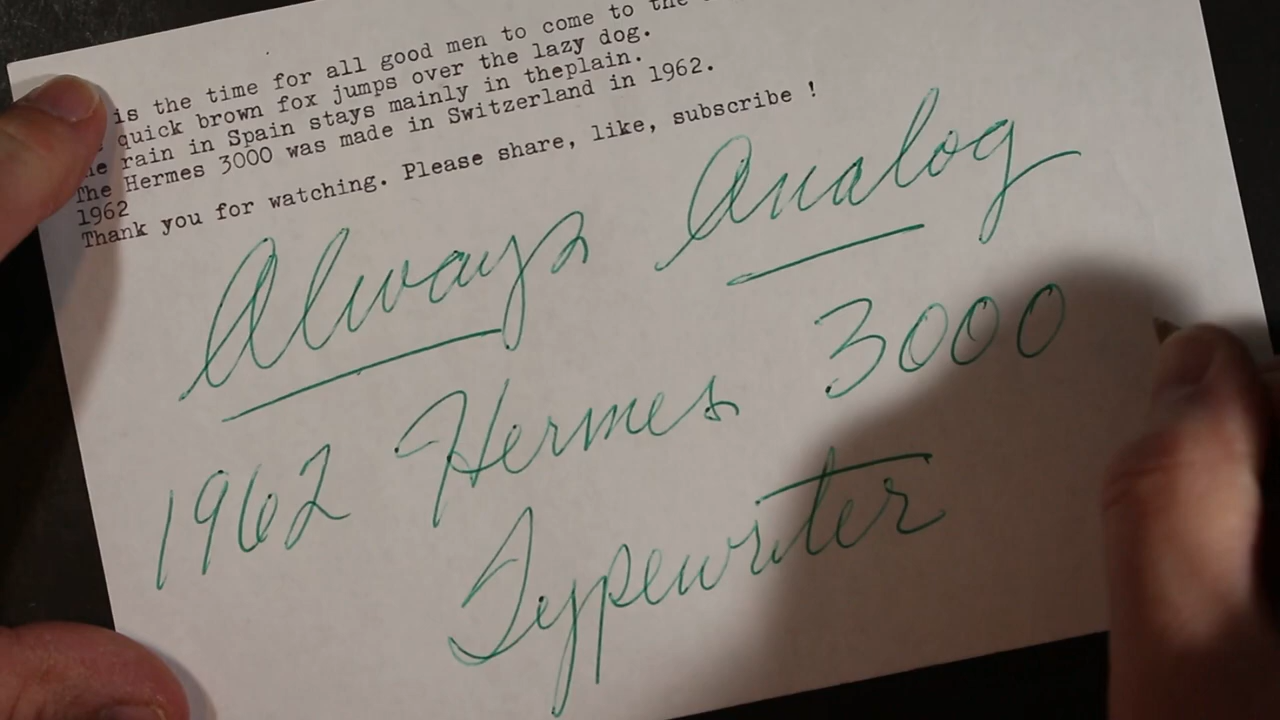 is the time for all good men to come to the
quick brown fox jumps over the lazy dog.
rain in Spain stays mainly in theplain.
The Hermes 3000 was made in Switzerland in 1962.
1962
Thank you for watching. Please share, like, subscribe !
Always Analog
1962 Hermes 3000
Typewriter